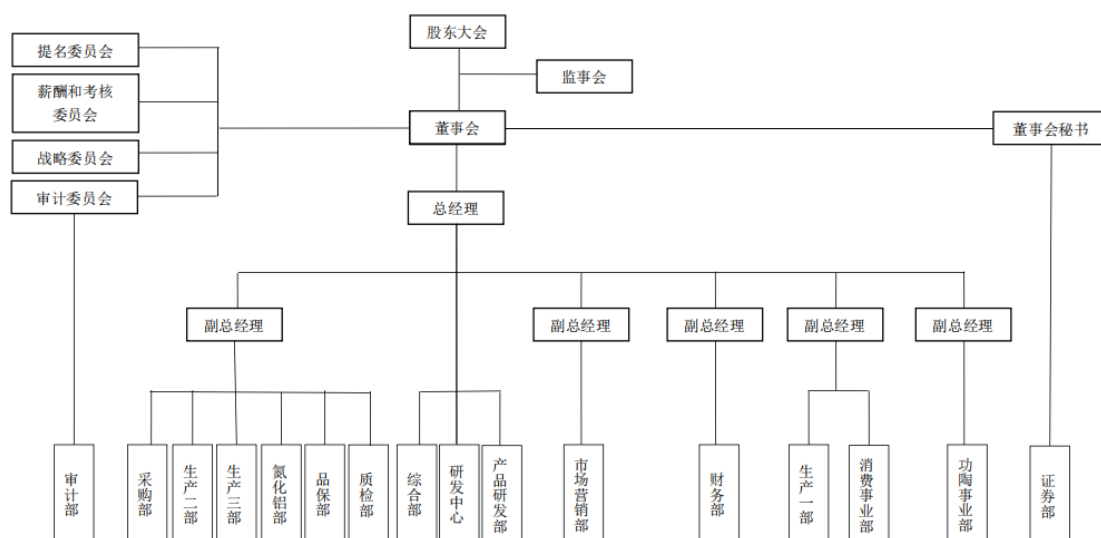 股东大会
提名委员会
监事会
薪酬和考核
委员会
董事会
董事会秘书
战略委员会
审计委员会
总经理
副总经理
副总经理
副总经理
副总经理
副总经理
审计部
采购部
生产二部
生产三部
氮化铝部
品保部
质检部
综合部
研发中心
产品研发部
市场营销部
财务部
生产一部
消费事业部
功陶事业部
证券部